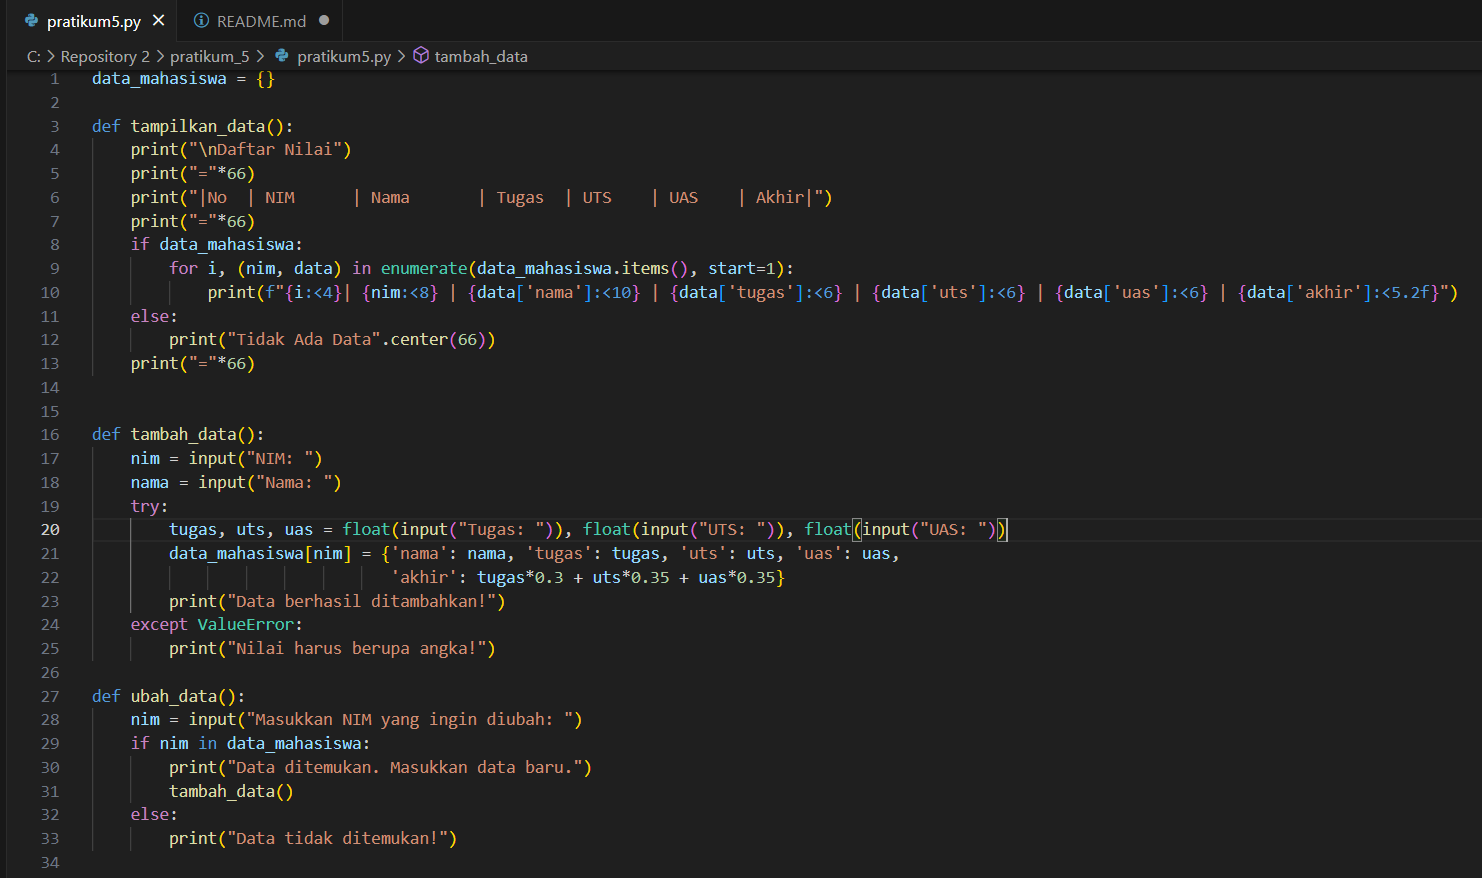 pratikum5.py × README.md ●
C: > Repository 2 > pratikum_5 > pratikum5.py > tambah_data
1 data_mahasiswa = {}
2
3 def tampilkan_data():
4     print("\nDaftar Nilai")
5     print("="*66)
6     print("|No  | NIM      | Nama       | Tugas  | UTS    | UAS    | Akhir|")
7     print("="*66)
8     if data_mahasiswa:
9         for i, (nim, data) in enumerate(data_mahasiswa.items(), start=1):
10             print(f"{i:<4}| {nim:<8} | {data['nama']:<10} | {data['tugas']:<6} | {data['uts']:<6} | {data['uas']:<6} | {data['akhir']:<5.2f}")
11     else:
12         print("Tidak Ada Data".center(66))
13     print("="*66)
14
15
16 def tambah_data():
17     nim = input("NIM: ")
18     nama = input("Nama: ")
19     try:
20         tugas, uts, uas = float(input("Tugas: ")), float(input("UTS: ")), float(input("UAS: "))
21         data_mahasiswa[nim] = {'nama': nama, 'tugas': tugas, 'uts': uts, 'uas': uas,
22                                'akhir': tugas*0.3 + uts*0.35 + uas*0.35}
23         print("Data berhasil ditambahkan!")
24     except ValueError:
25         print("Nilai harus berupa angka!")
26
27 def ubah_data():
28     nim = input("Masukkan NIM yang ingin diubah: ")
29     if nim in data_mahasiswa:
30         print("Data ditemukan. Masukkan data baru.")
31         tambah_data()
32     else:
33         print("Data tidak ditemukan!")
34